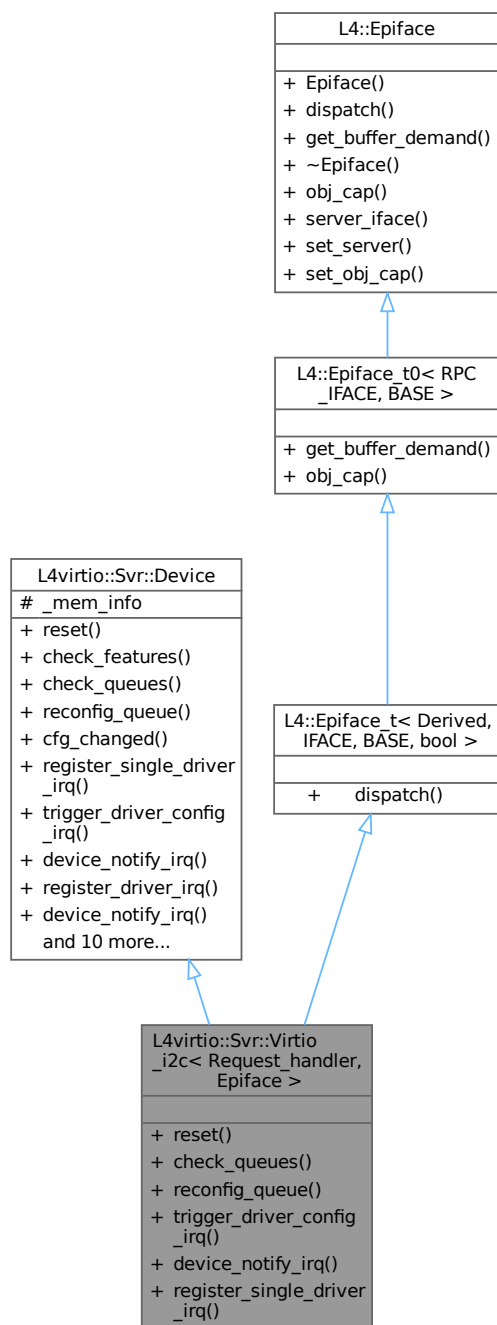 L4::Epiface
+ Epiface()
+ dispatch()
+ get_buffer_demand()
+ ~Epiface()
+ obj_cap()
+ server_iface()
+ set_server()
+ set_obj_cap()
L4::Epiface_t0< RPC
_IFACE, BASE >
+ get_buffer_demand()
+ obj_cap()
L4virtio::Svr::Device
# _mem_info
+ reset()
+ check_features()
+ check_queues()
+ reconfig_queue()
+ cfg_changed()
+ register_single_driver
_irq()
+ trigger_driver_config
_irq()
+ device_notify_irq()
+ register_driver_irq()
+ device_notify_irq()
and 10 more...
L4::Epiface_t< Derived,
IFACE, BASE, bool >
+ dispatch()
L4virtio::Svr::Virtio
_i2c< Request_handler,
Epiface >
+ reset()
+ check_queues()
+ reconfig_queue()
+ trigger_driver_config
_irq()
+ device_notify_irq()
+ register_single_driver
_irq()